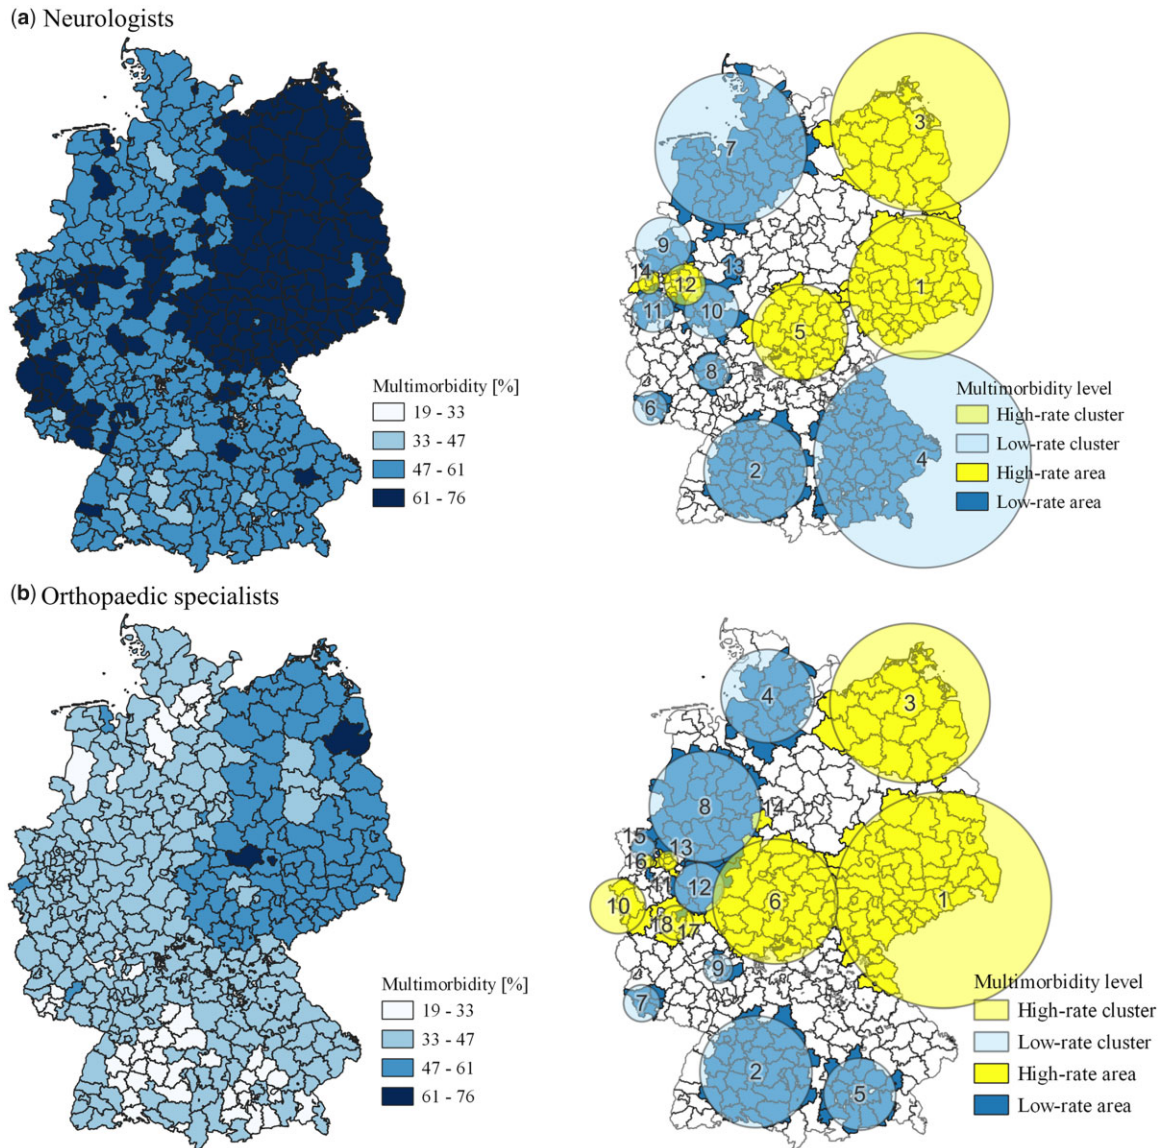 (a) Neurologists
3
7
9
14
12
13
1
11
10
5
8
6
2
4
Multimorbidity [%]
19 - 33
33 - 47
47 - 61
61 - 76
Multimorbidity level
High-rate cluster
Low-rate cluster
High-rate area
Low-rate area
(b) Orthopaedic specialists
4
3
8
14
15
13
16
11
12
10
6
1
18
17
9
7
2
5
Multimorbidity [%]
19 - 33
33 - 47
47 - 61
61 - 76
Multimorbidity level
High-rate cluster
Low-rate cluster
High-rate area
Low-rate area